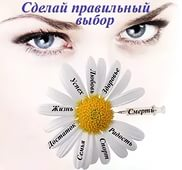 Сделай правильный
выбор
Успех
Любовь
Здоровье
Жизнь
Смерть
Достаток
Радость
Семья
Спорт